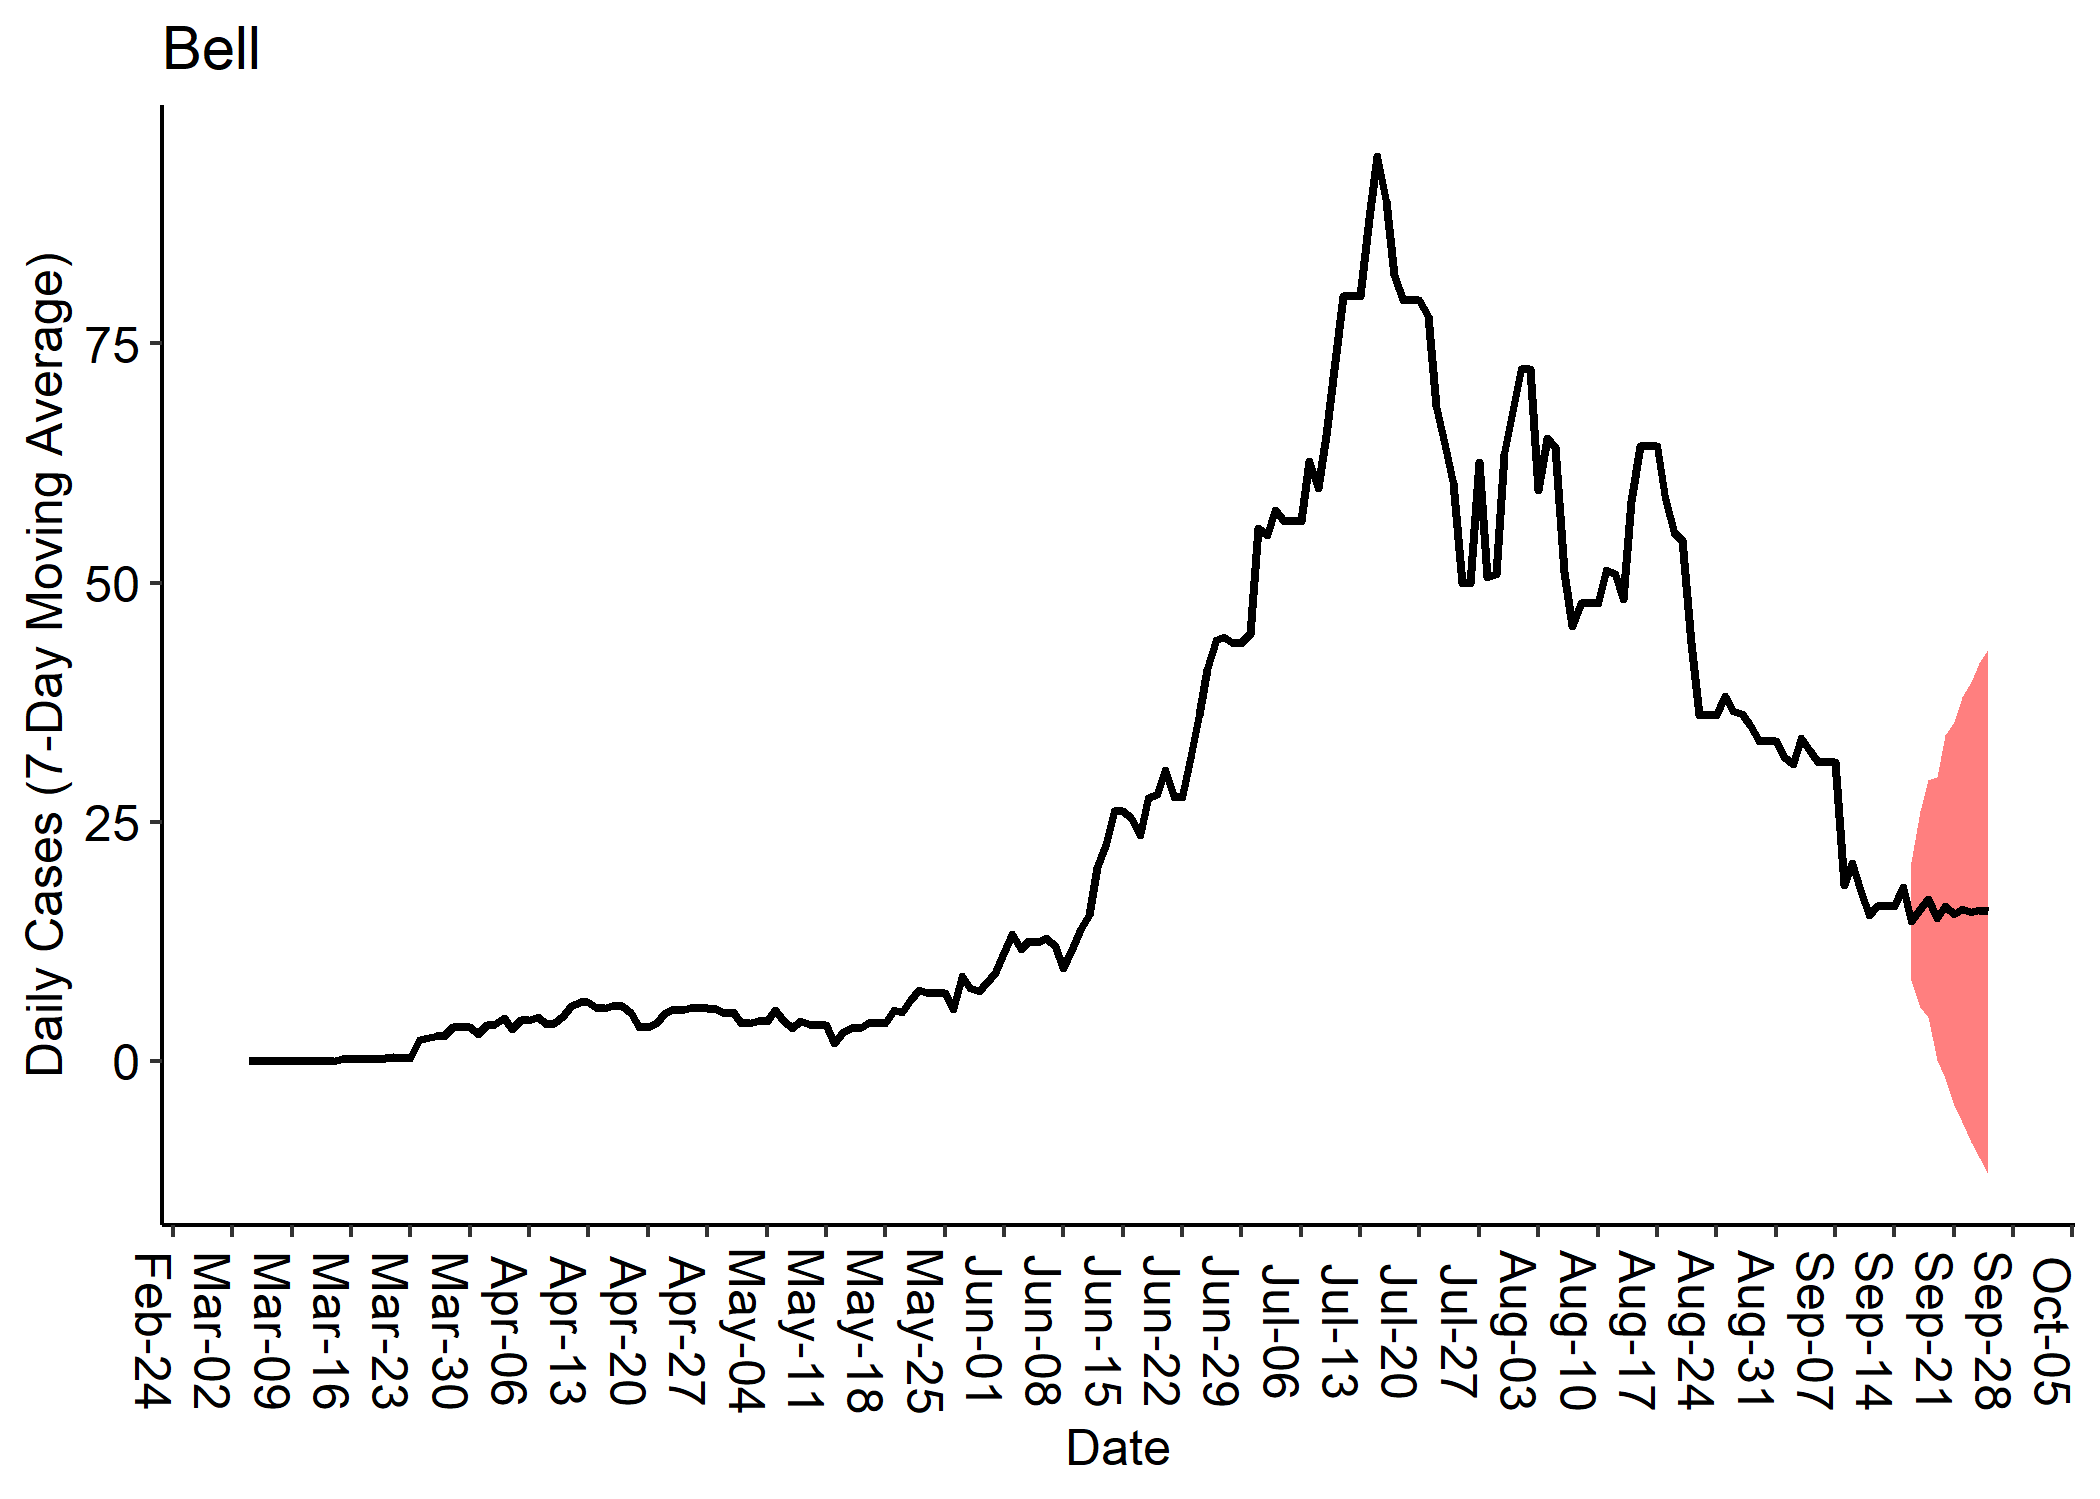 Bell
Daily Cases (7-Day Moving Average)
75
50
25
0
Feb-24
Mar-02
Mar-09
Mar-16
Mar-23
Mar-30
Apr-06
Apr-13
Apr-20
Apr-27
May-04
May-11
May-18
May-25
Jun-01
Jun-08
Jun-15
Jun-22
Jun-29
Jul-06
Jul-13
Jul-20
Jul-27
Aug-03
Aug-10
Aug-17
Aug-24
Aug-31
Sep-07
Sep-14
Sep-21
Sep-28
Oct-05
Date